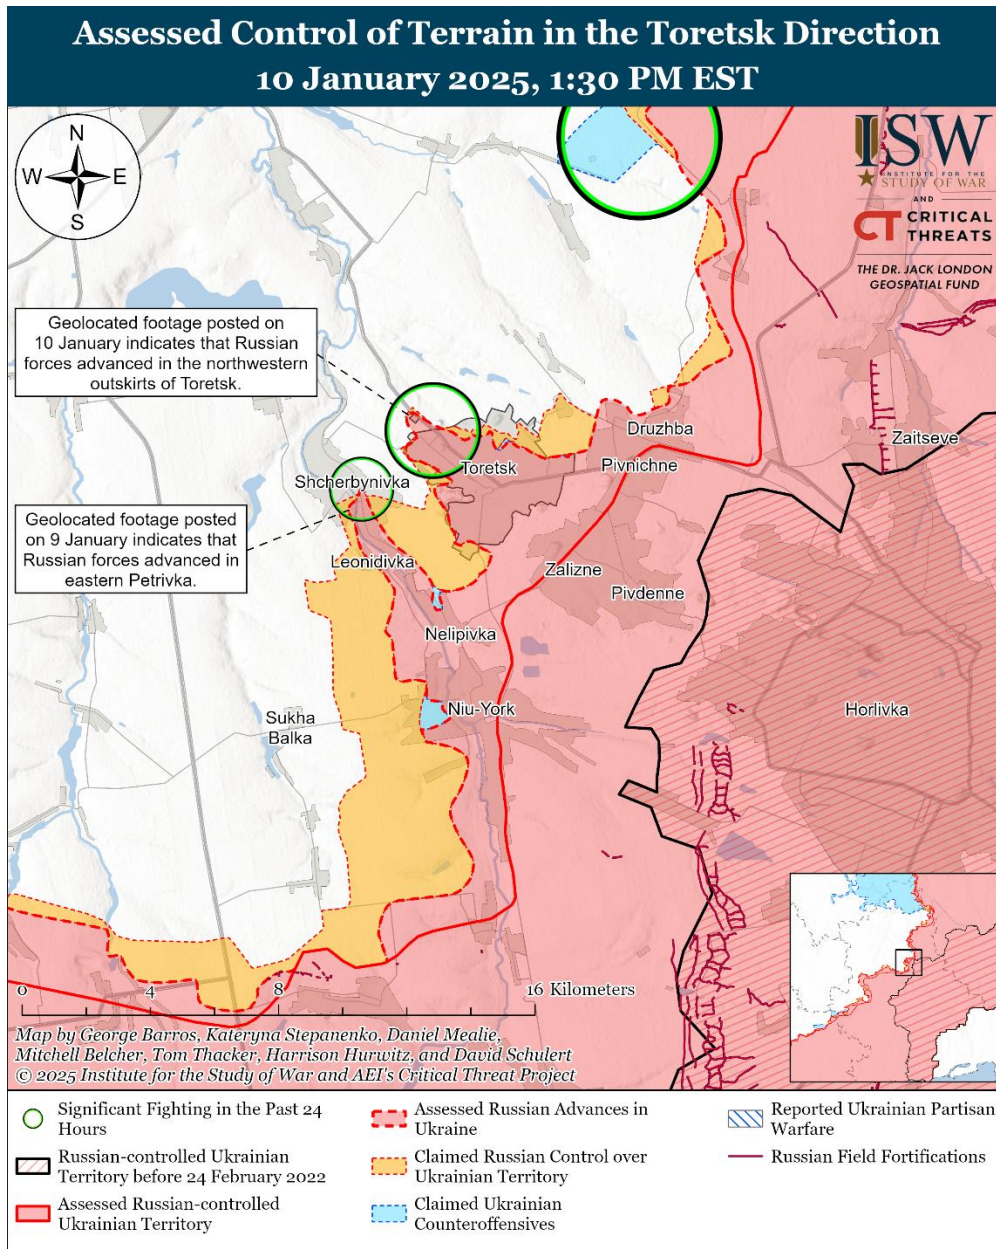 Assessed Control of Terrain in the Toretsk Direction
10 January 2025, 1:30 PM EST
N
W
E
S
ISW
INSTITUTE FOR THE
STUDY OF WAR
AND
CT
CRITICAL
THREATS
THE DR. JACK LONDON
GEOSPATIAL FUND
Geolocated footage posted on
10 January indicates that Russian
forces advanced in the northwestern
outskirts of Toretsk.
Druzhba
Zaitseve
Toretsk
Pivnichne
Shcherbynivka
Geolocated footage posted
on 9 January indicates that
Russian forces advanced in
eastern Petrivka.
Leonidivka
Zalizne
Pivdenne
Nelipivka
Niu-York
Horlivka
Sukha
Balka
0
4
8
16 Kilometers
Map by George Barros, Kateryna Stepanenko, Daniel Mealie,
Mitchell Belcher, Tom Thacker, Harrison Hurwitz, and David Schulert
© 2025 Institute for the Study of War and AEI's Critical Threat Project
Significant Fighting in the Past 24
Hours
Russian-controlled Ukrainian
Territory before 24 February 2022
Assessed Russian-controlled
Ukrainian Territory
Assessed Russian Advances in
Ukraine
Claimed Russian Control over
Ukrainian Territory
Claimed Ukrainian
Counteroffensives
Reported Ukrainian Partisan
Warfare
Russian Field Fortifications